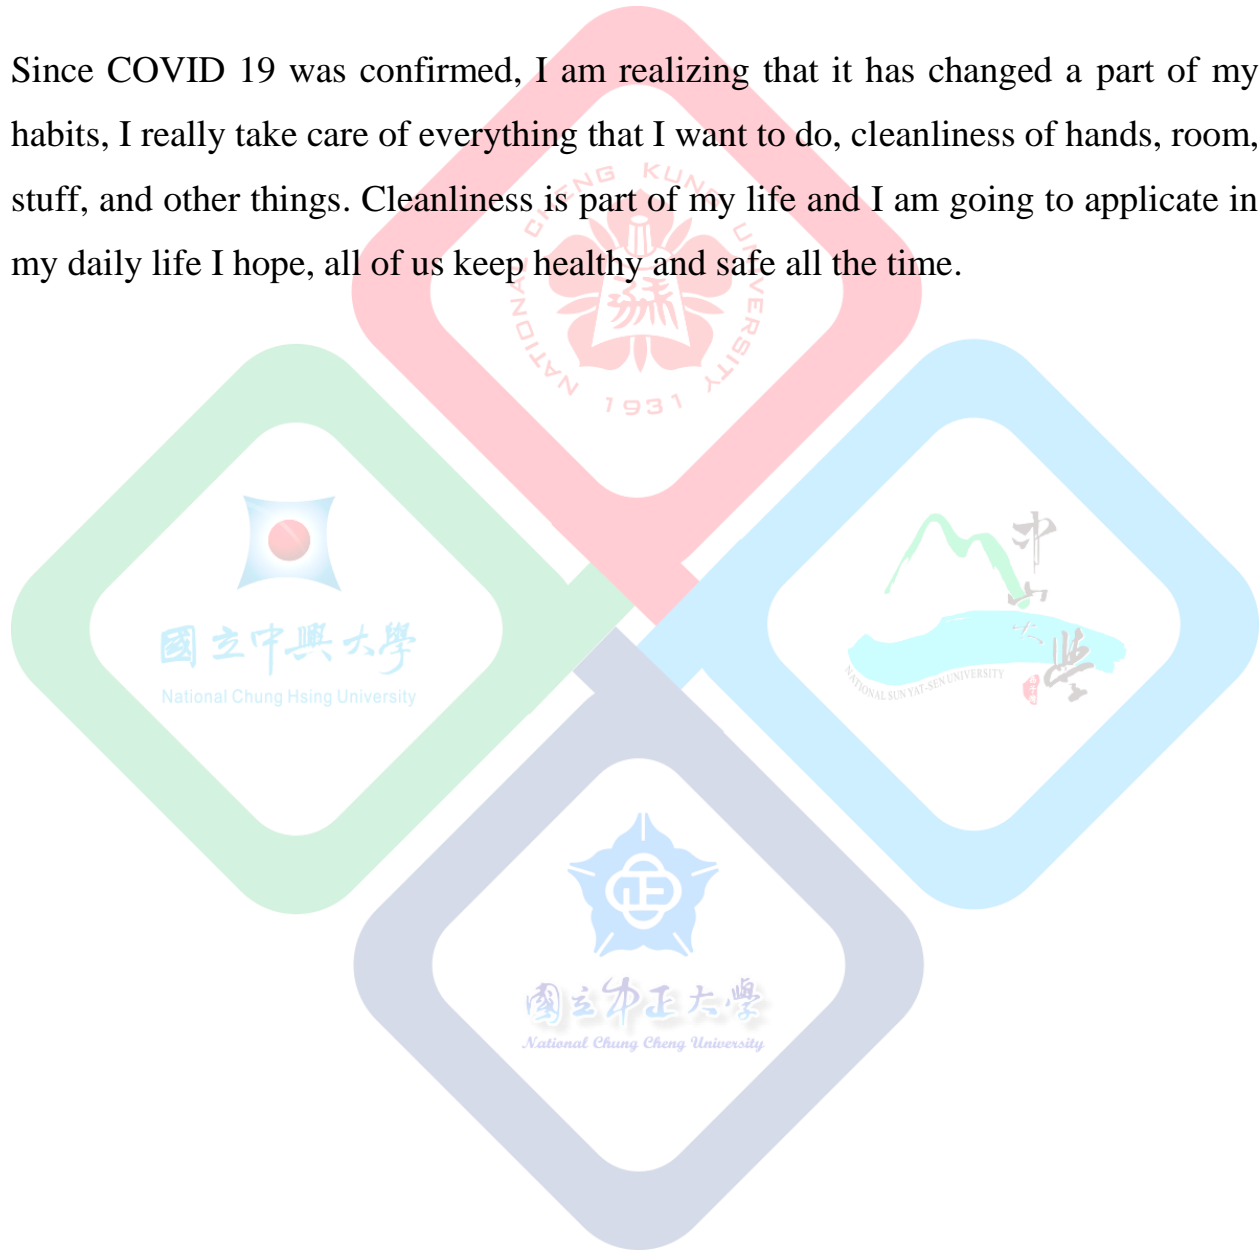 Since COVID 19 was confirmed, I am realizing that it has changed a part of my
habits, I really take care of everything that I want to do, cleanliness of hands, room,
stuff, and other things. Cleanliness is part of my life and I am going to applicate in
my daily life I hope, all of us keep healthy and safe all the time.
NATIONAL CHENG KUNG UNIVERSITY
1931
國立中興大學
National Chung Hsing University
中山大學
NATIONAL SUN YAT-SEN UNIVERSITY
國立中正大學
National Chung Cheng University